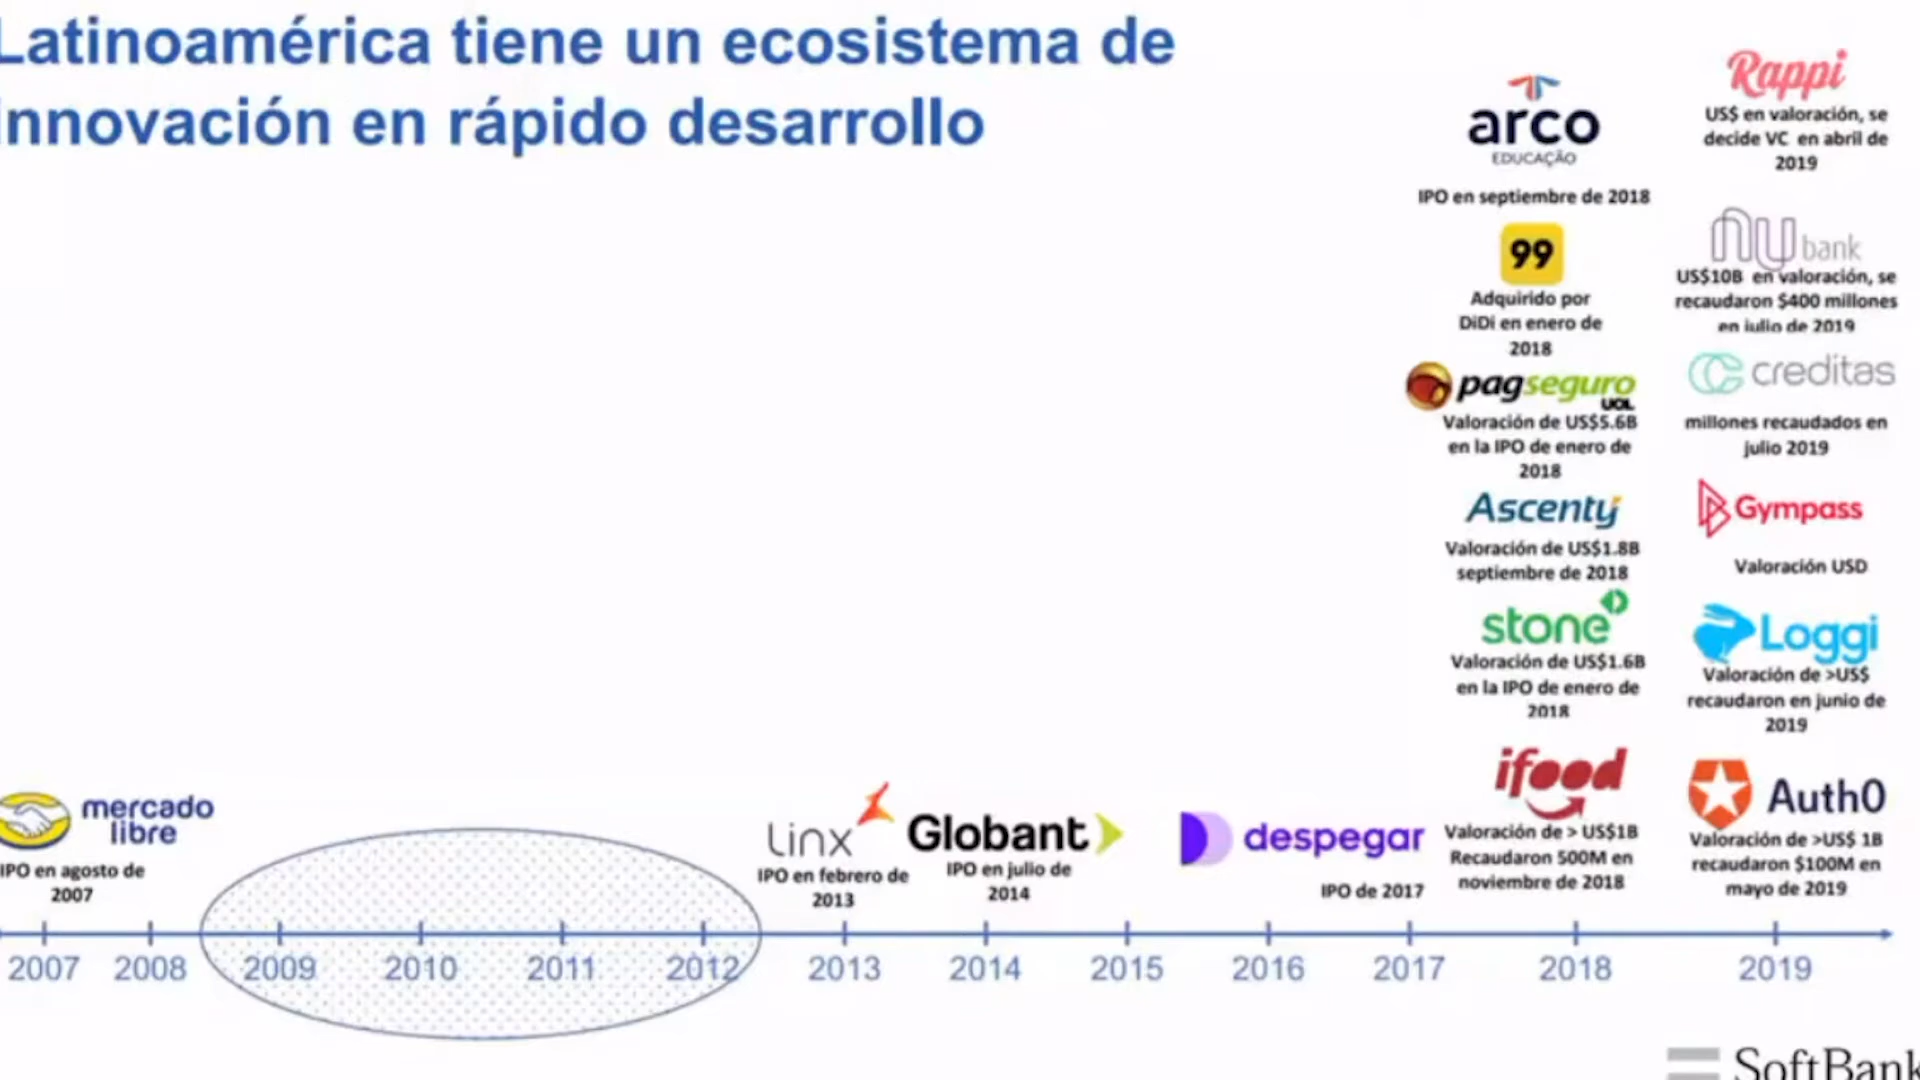 Latinoamérica tiene un ecosistema de
innovación en rápido desarrollo
arco
EDUCAÇÃO
IPO en septiembre de 2018
99
Adquirido por
DiDi en enero de
2018
pagseguro
UOL
Valoración de US$5.6B
en la IPO de enero de
2018
Ascenty
Valoración de US$1.8B
septiembre de 2018
stone
Valoración de US$1.6B
en la IPO de enero de
2018
ifood
Valoración de > US$1B
Recaudaron 500M en
noviembre de 2018
Rappi
US$ en valoración, se
decide VC en abril de
2019
nu bank
US$10B en valoración, se
recaudaron $400 millones
en julio de 2019
creditas
millones recaudados en
julio 2019
Gympass
Valoración USD
Loggi
Valoración de >US$
recaudaron en junio de
2019
Auth0
Valoración de >US$ 1B
recaudaron $100M en
mayo de 2019
mercado
libre
IPO en agosto de
2007
Linx
IPO en febrero de
2013
Globant
IPO en julio de
2014
despegar
IPO de 2017
2007 2008 2009 2010 2011 2012 2013 2014 2015 2016 2017 2018 2019
SoftBank